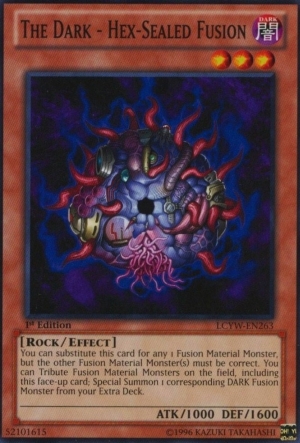 The Dark - Hex-Sealed Fusion
DARK
闇
1st Edition
LCYW-EN263
[Rock/Effect]
You can substitute this card for any 1 Fusion Material Monster,
but the other Fusion Material Monster(s) must be correct. You
can Tribute Fusion Material Monsters on the field, including
this face-up card; Special Summon 1 corresponding DARK Fusion
Monster from your Extra Deck.
ATK/1000 DEF/1600
52101615
©1996 KAZUKI TAKAHASHI